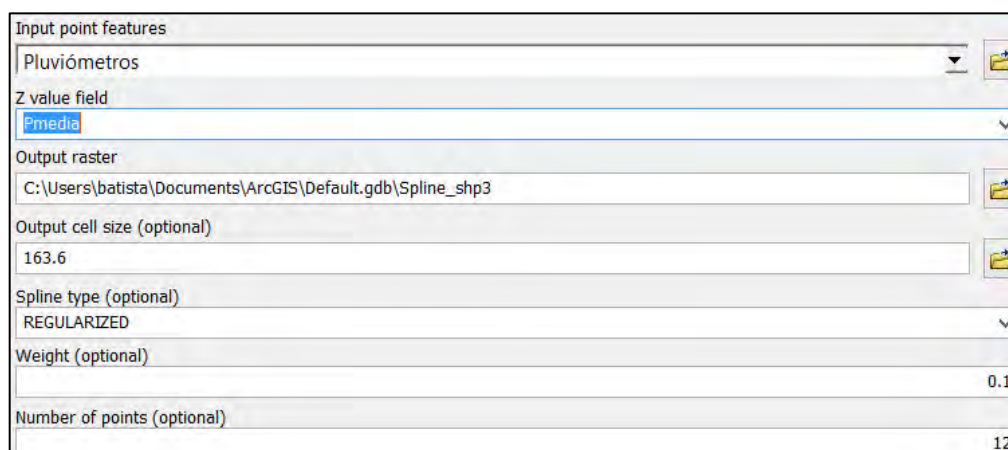 Input point features
Pluviómetros
Z value field
Pmedia
Output raster
C:\Users\batista\Documents\ArcGIS\Default.gdb\Spline_shp3
Output cell size (optional)
163.6
Spline type (optional)
REGULARIZED
Weight (optional)
0.1
Number of points (optional)
12